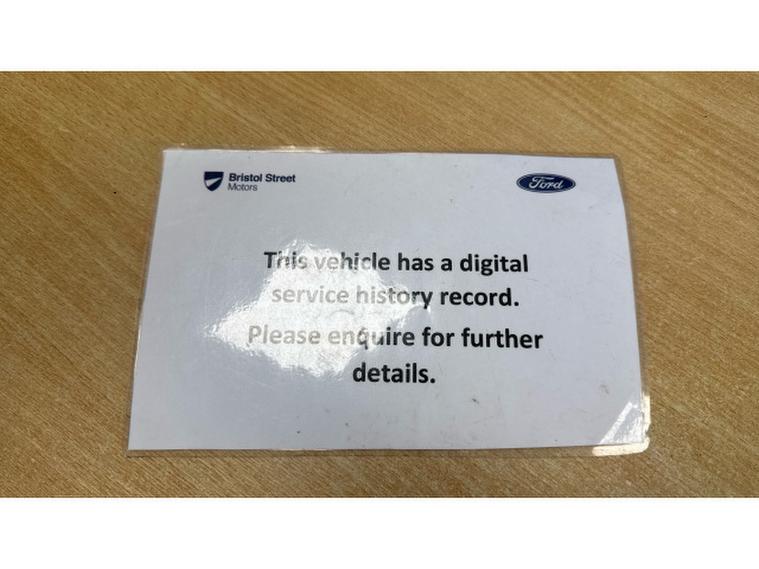 Bristol Street
Motors
Ford
This vehicle has a digital
service history record.
Please enquire for further
details.